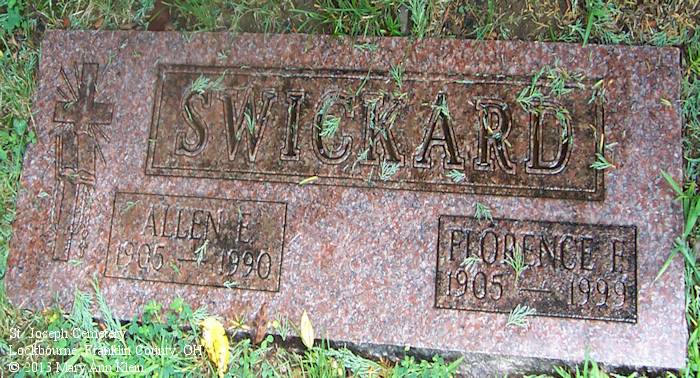 SWICKARD
ALLEN E.
1905 — 1990
FLORENCE F.
1905 — 1999
St. Joseph Cemetery
Lockbourne, Franklin County, OH
© 2013 Mary Ann Klein